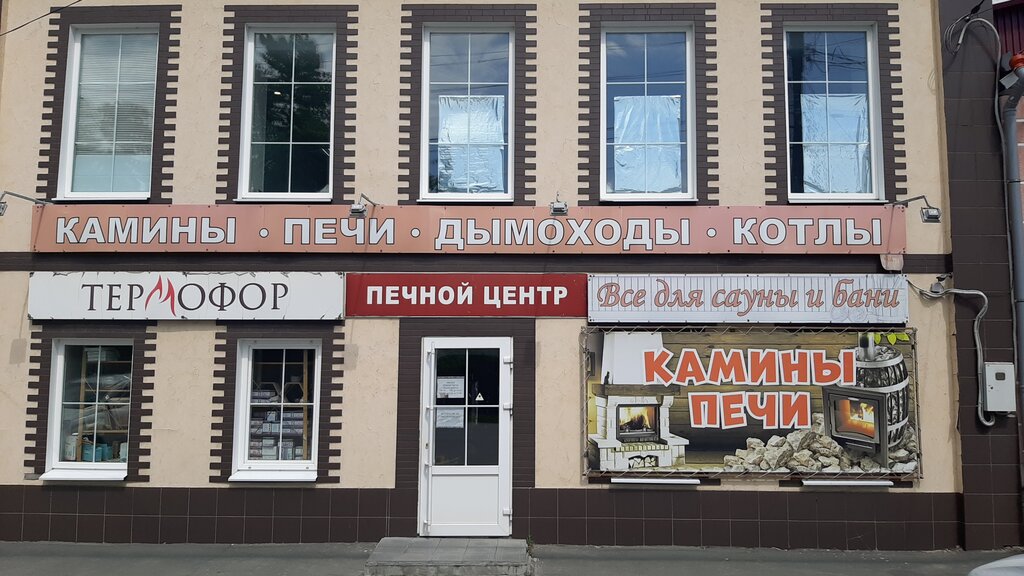 КАМИНЫ • ПЕЧИ • ДЫМОХОДЫ • КОТЛЫ
ТЕРМОФОР
ПЕЧНОЙ ЦЕНТР
Все для сауны и бани
КАМИНЫ
ПЕЧИ